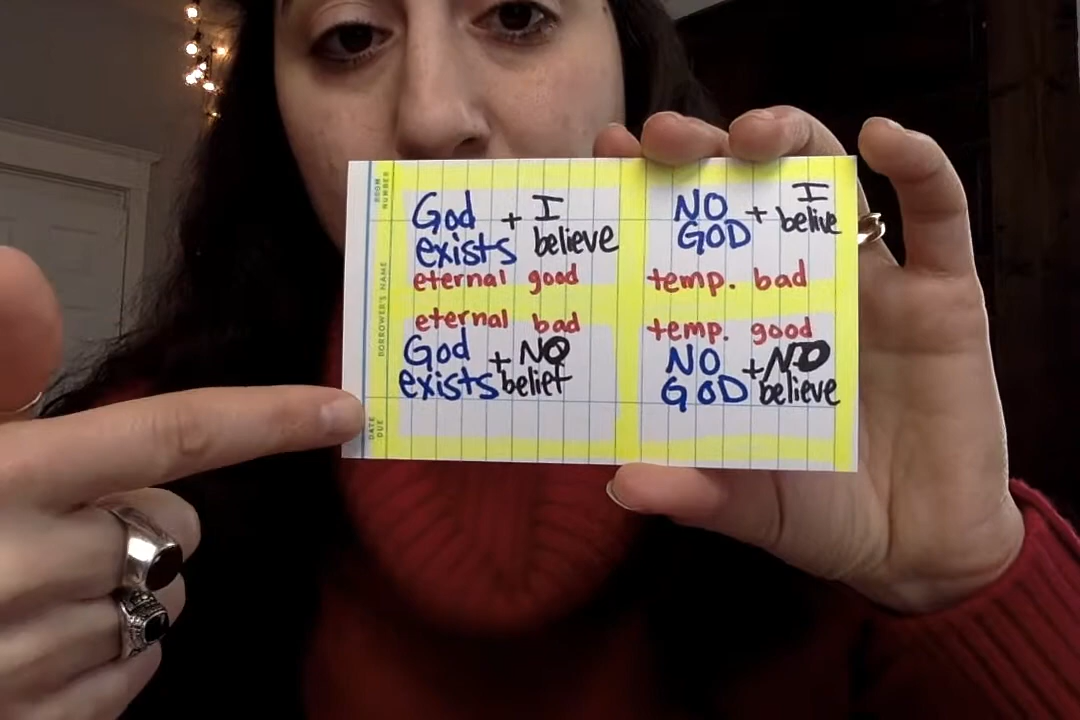 ROOM NUMBER
BORROWER'S NAME
DATE DUE
God + I
exists believe
eternal good
eternal bad
God + NO
exists belief
NO + I
GOD belive
temp. bad
temp. good
NO + NO
GOD believe